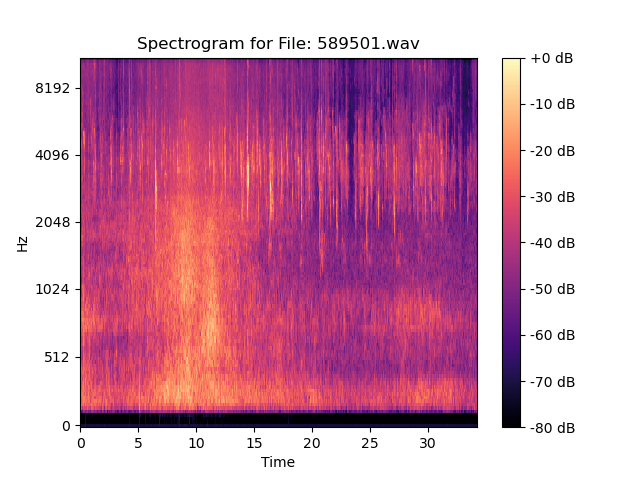 Spectrogram for File: 589501.wav
+0 dB
8192
-10 dB
4096
-20 dB
-30 dB
2048
-40 dB
Hz
1024
-50 dB
512
-60 dB
-70 dB
0
-80 dB
0 5 10 15 20 25 30
Time